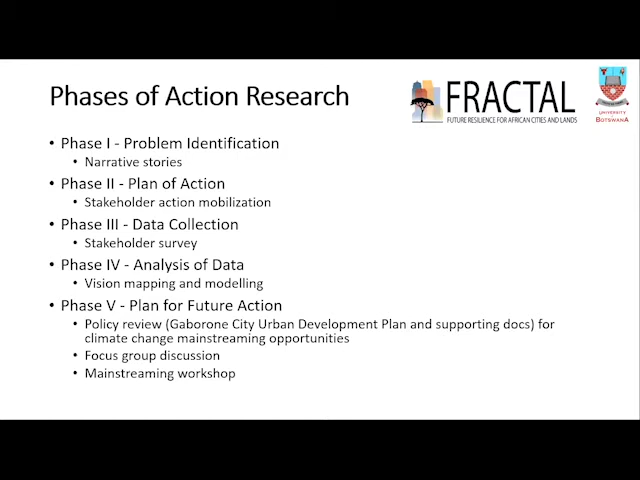 Phases of Action Research
FRACTAL
FUTURE RESILIENCE FOR AFRICAN CITIES AND LANDS
UNIVERSITY
OF
BOTSWANA
• Phase I - Problem Identification
• Narrative stories
• Phase II - Plan of Action
• Stakeholder action mobilization
• Phase III - Data Collection
• Stakeholder survey
• Phase IV - Analysis of Data
• Vision mapping and modelling
• Phase V - Plan for Future Action
• Policy review (Gaborone City Urban Development Plan and supporting docs) for
climate change mainstreaming opportunities
• Focus group discussion
• Mainstreaming workshop